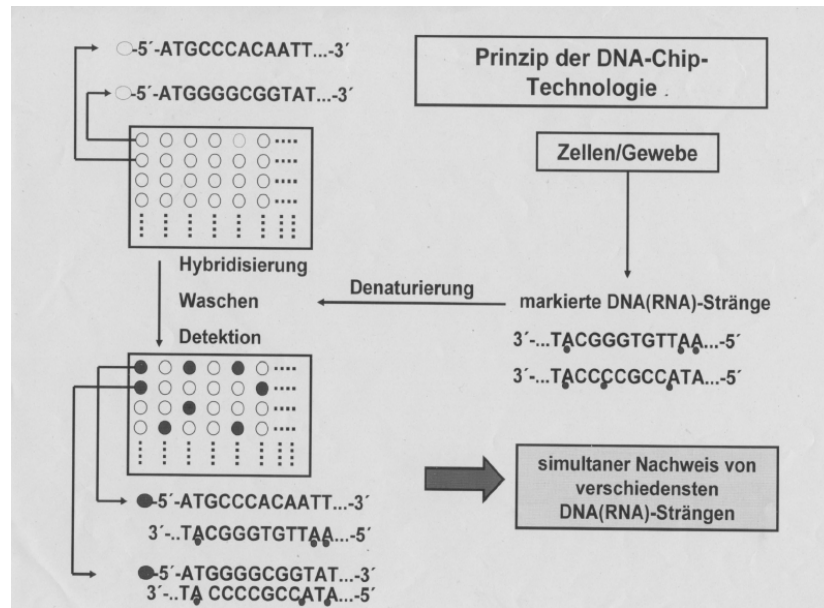 -5´-ATGCCCACAATT...-3´
-5´-ATGGGGCGGTAT...-3´
Prinzip der DNA-Chip-
Technologie
Zellen/Gewebe
Hybridisierung
Waschen
Detektion
Denaturierung
markierte DNA(RNA)-Stränge
3´-...TACGGGTGTTAA...-5´
3´-...TACCCCGCCATA...-5´
simultaner Nachweis von
verschiedensten
DNA(RNA)-Strängen
-5´-ATGCCCACAATT...-3´
3´-..TACGGGTGTTAA...-5´
-5´-ATGGGGCGGTAT...-3´
3´-..TA CCCCGCCATA...-5´